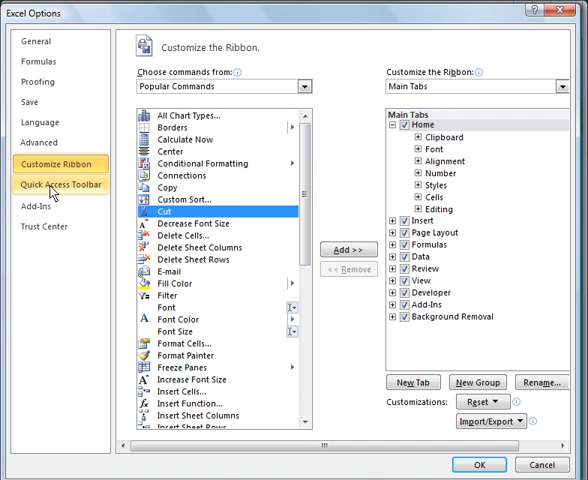 Excel Options
General
Formulas
Proofing
Save
Language
Advanced
Customize Ribbon
Quick Access Toolbar
Add-Ins
Trust Center
Customize the Ribbon.
Choose commands from:
Popular Commands
All Chart Types...
Borders
Calculate Now
Center
Conditional Formatting
Connections
Copy
Custom Sort...
Cut
Decrease Font Size
Delete Cells...
Delete Sheet Columns
Delete Sheet Rows
E-mail
Fill Color
Filter
Font
Font Color
Font Size
Format Cells...
Format Painter
Freeze Panes
Increase Font Size
Insert Cells...
Insert Function...
Insert Sheet Columns
Insert Sheet Rows
Add >>
<< Remove
Customize the Ribbon:
Main Tabs
Main Tabs
Home
Clipboard
Font
Alignment
Number
Styles
Cells
Editing
Insert
Page Layout
Formulas
Data
Review
View
Developer
Add-Ins
Background Removal
New Tab
New Group
Rename...
Customizations:
Reset
Import/Export
OK
Cancel